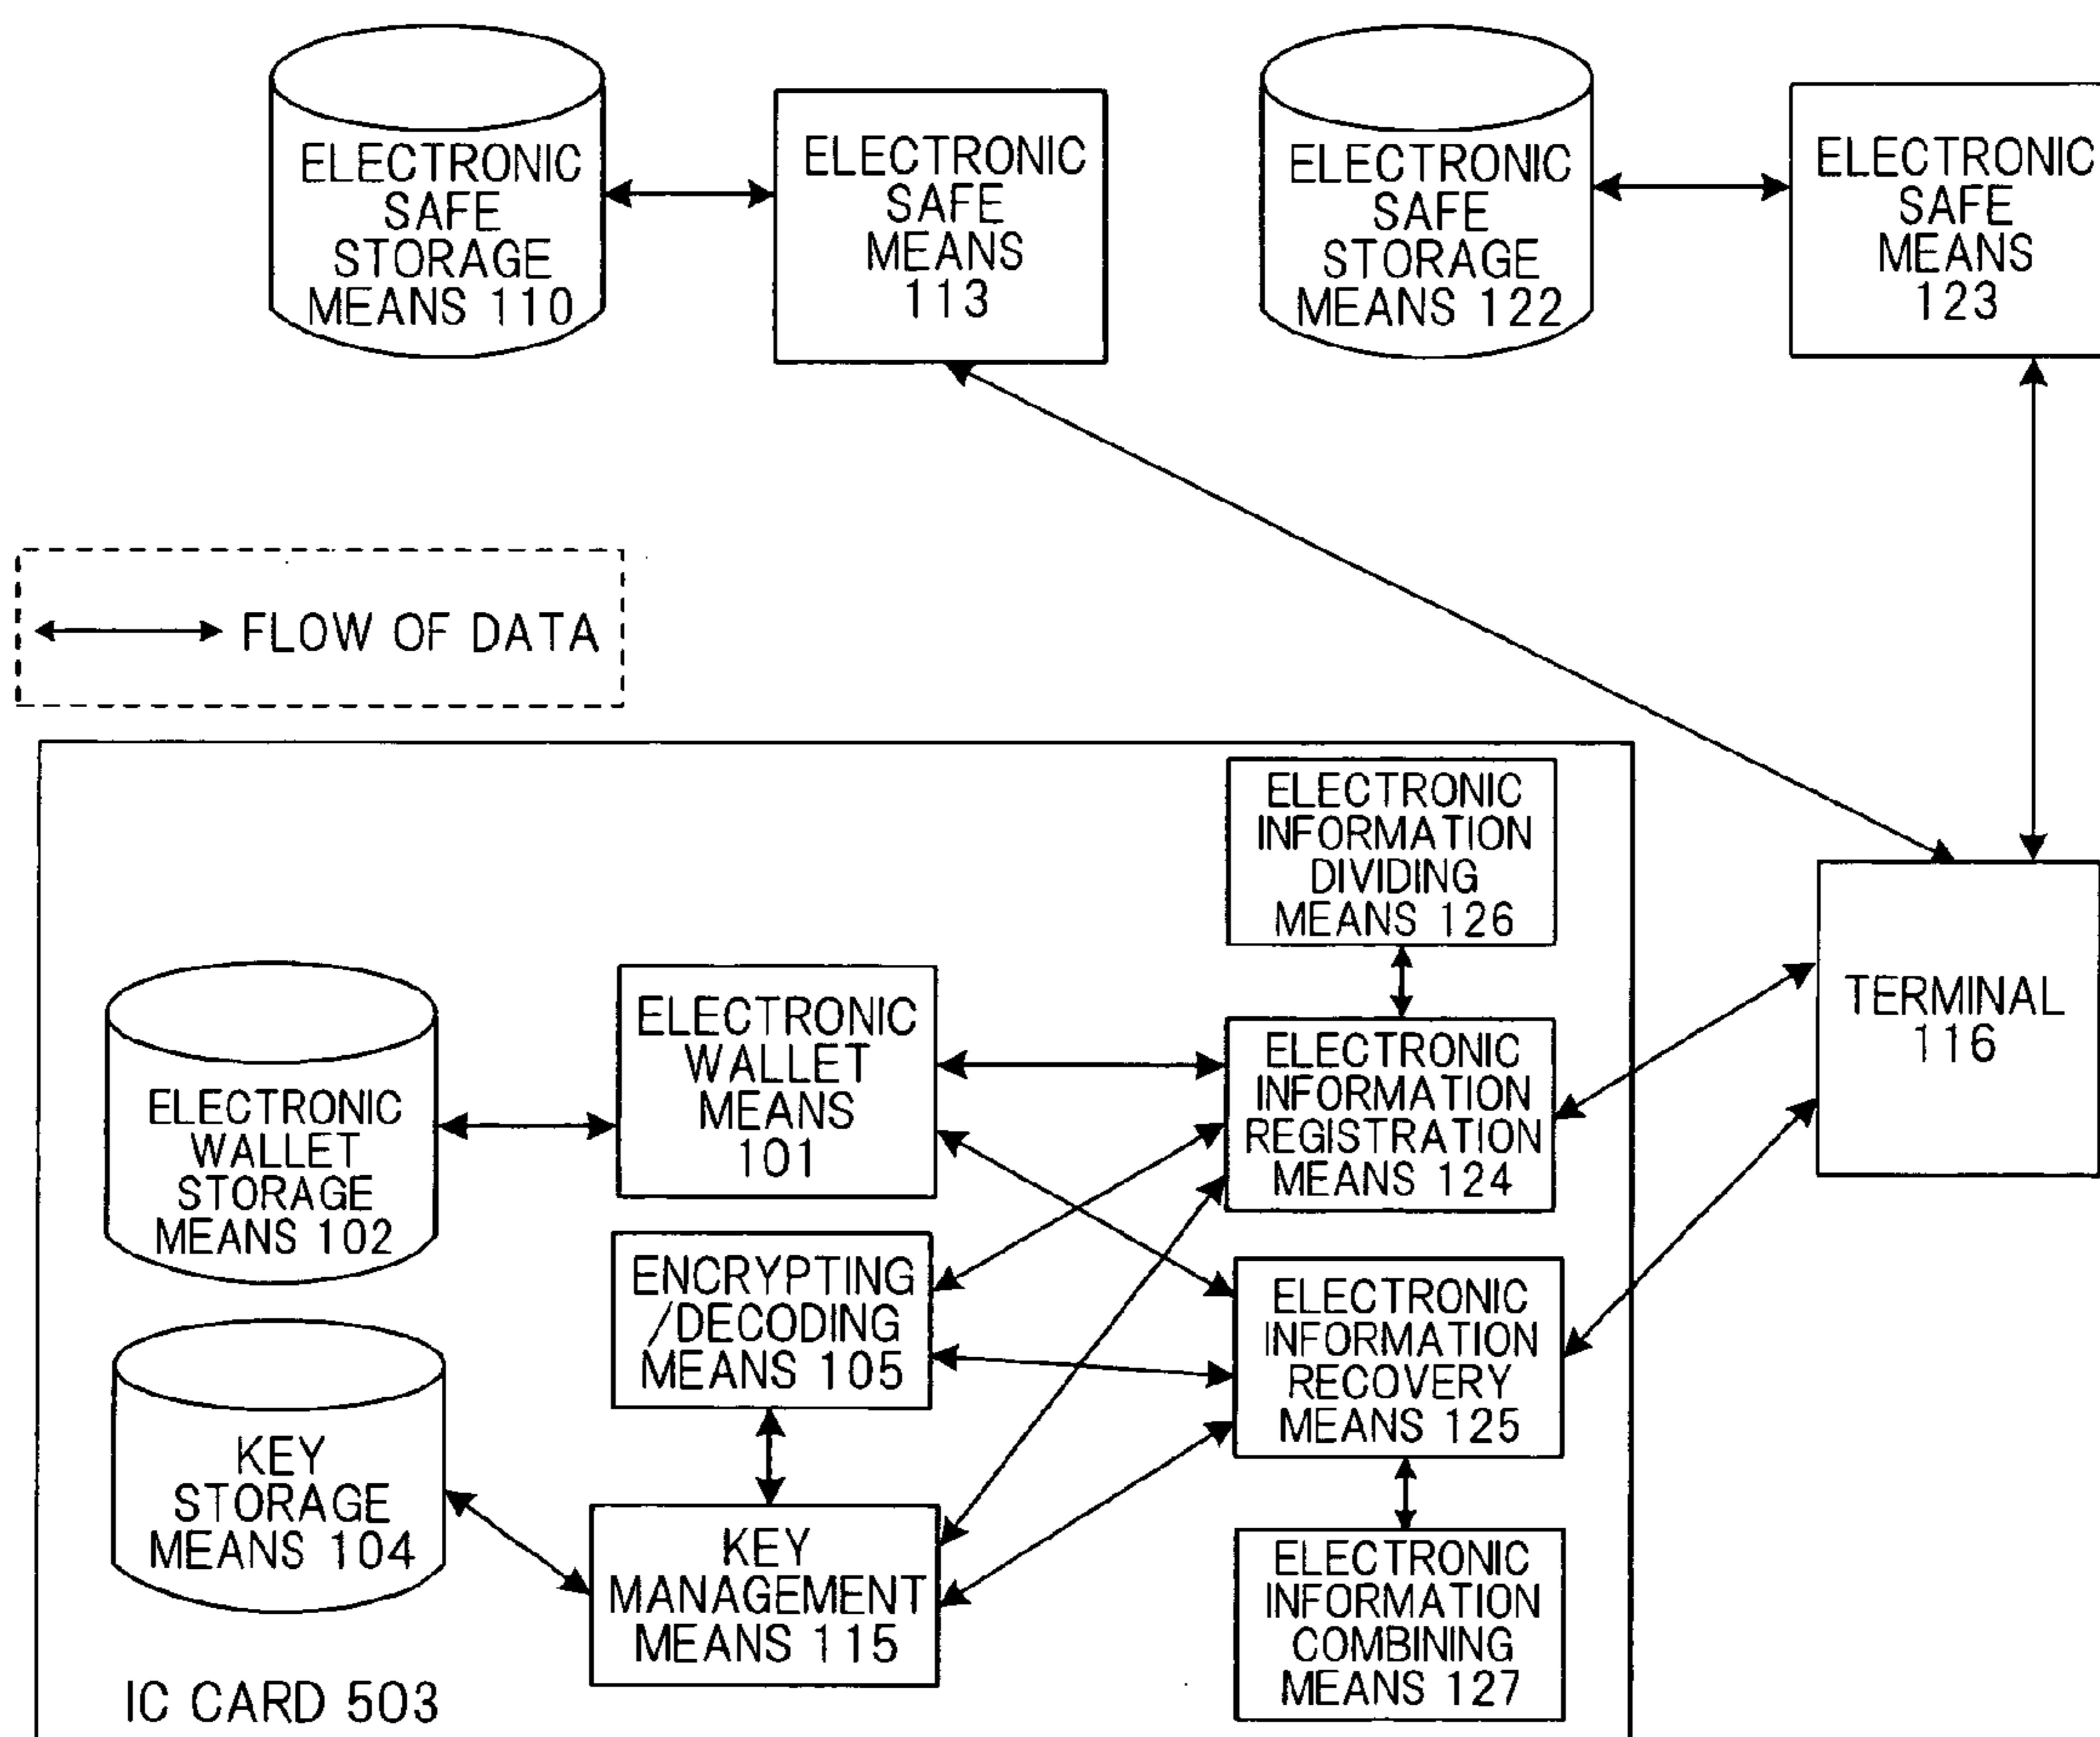 ELECTRONIC
SAFE
STORAGE
MEANS 110
ELECTRONIC
SAFE
MEANS
113
ELECTRONIC
SAFE
STORAGE
MEANS 122
ELECTRONIC
SAFE
MEANS
123
FLOW OF DATA
ELECTRONIC
INFORMATION
DIVIDING
MEANS 126
ELECTRONIC
WALLET
STORAGE
MEANS 102
ELECTRONIC
WALLET
MEANS
101
ELECTRONIC
INFORMATION
REGISTRATION
MEANS 124
TERMINAL
116
ENCRYPTING
/DECODING
MEANS 105
ELECTRONIC
INFORMATION
RECOVERY
MEANS 125
KEY
STORAGE
MEANS 104
KEY
MANAGEMENT
MEANS 115
ELECTRONIC
INFORMATION
COMBINING
MEANS 127
IC CARD 503